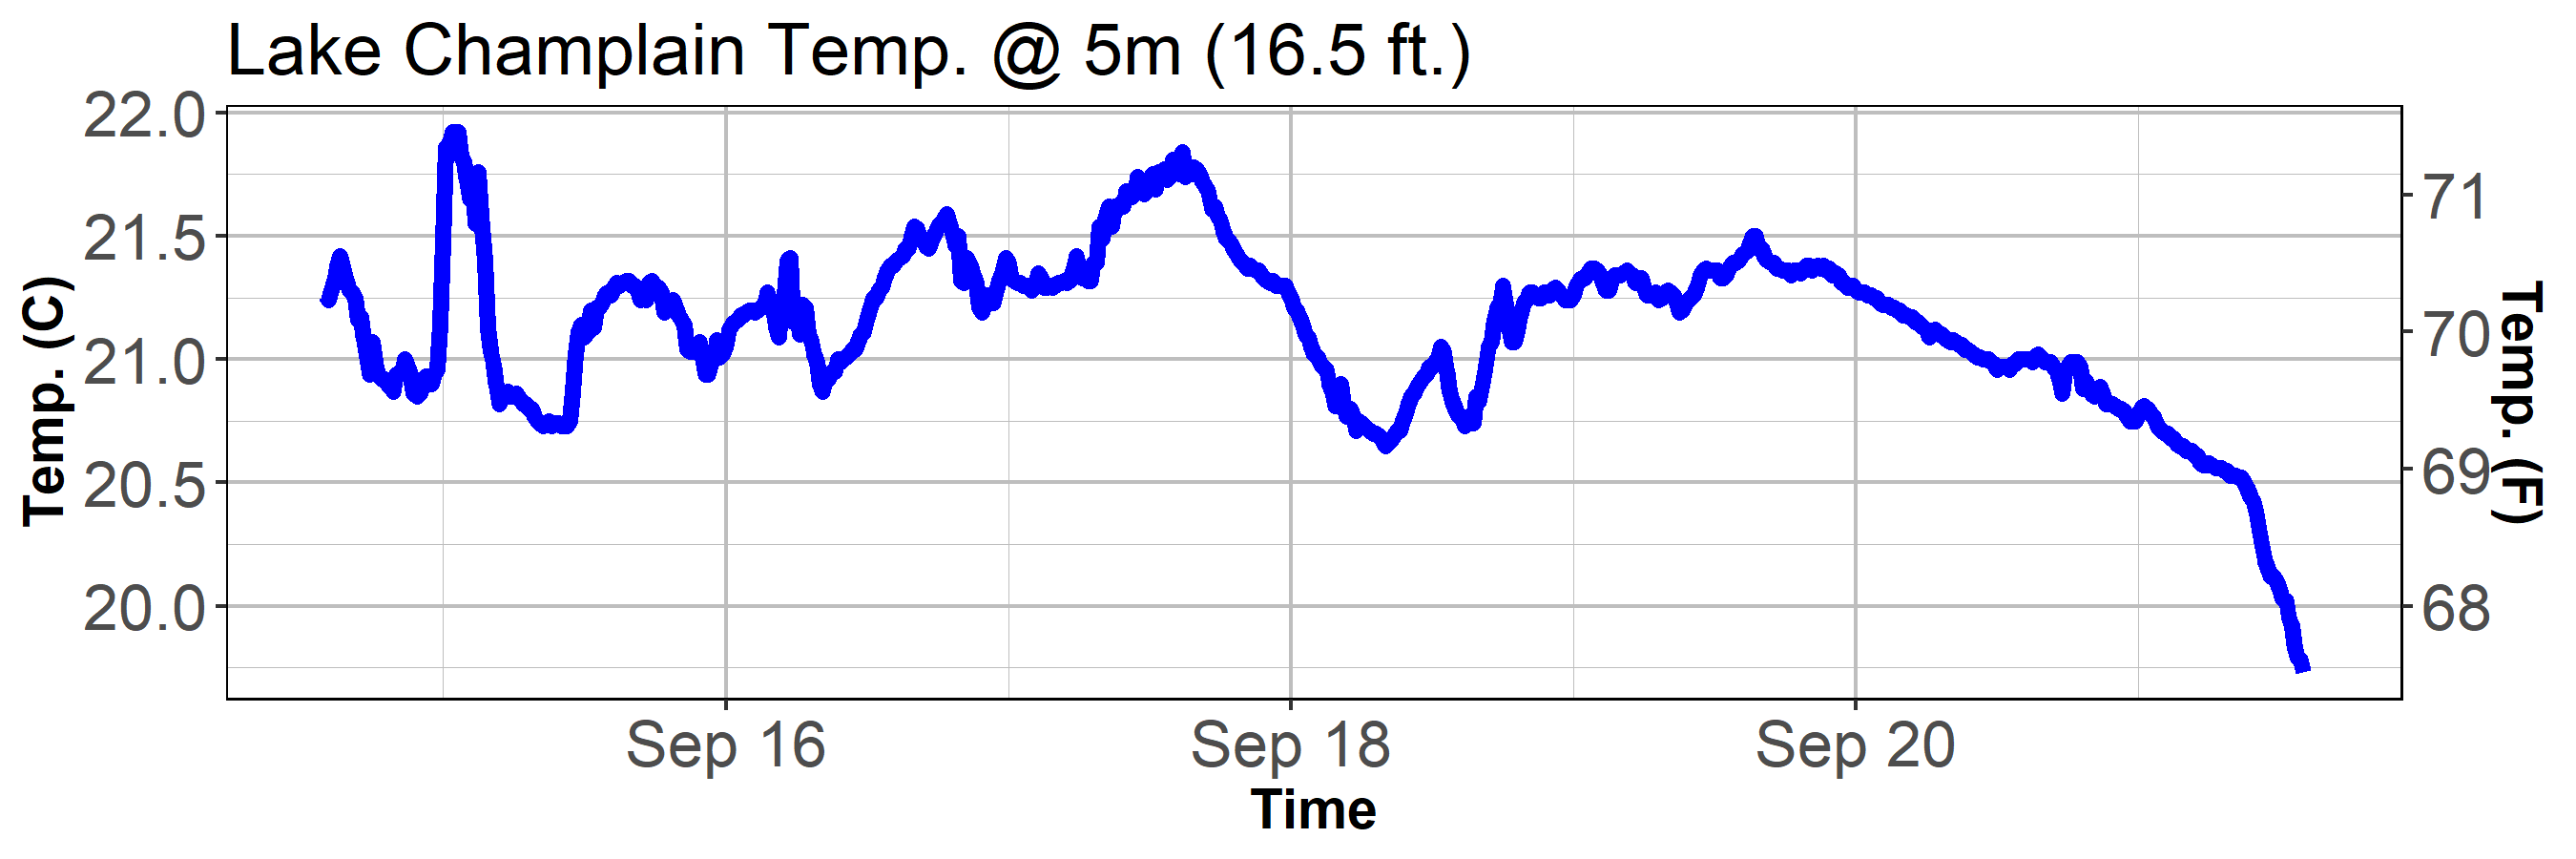 Lake Champlain Temp. @ 5m (16.5 ft.)
22.0
21.5
21.0
20.5
20.0
Temp. (C)
71
70
69
68
Temp. (F)
Sep 16
Sep 18
Sep 20
Time